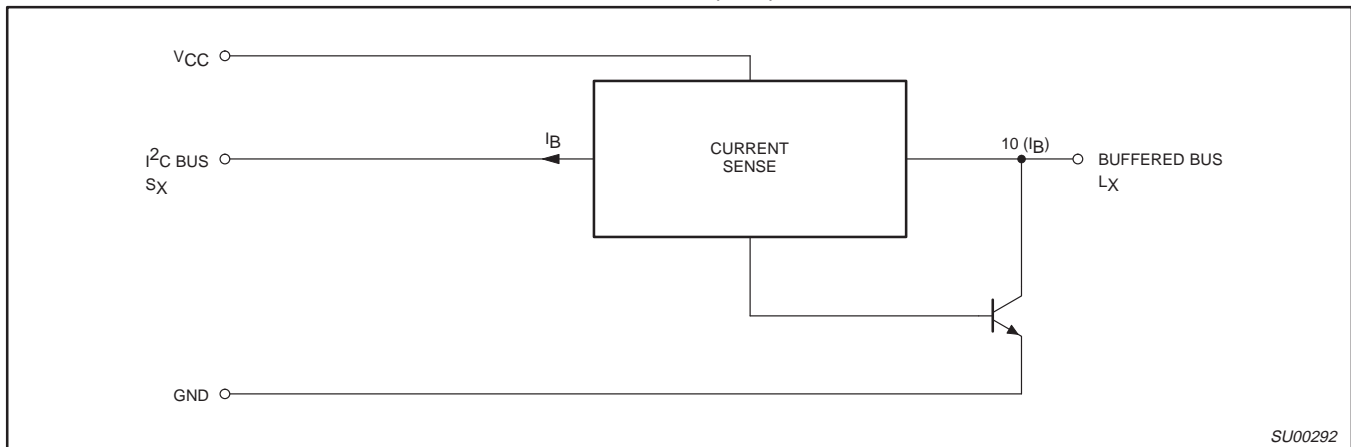 VCC
I2C BUS
SX
IB
CURRENT
SENSE
10 (IB)
BUFFERED BUS
LX
GND
SU00292